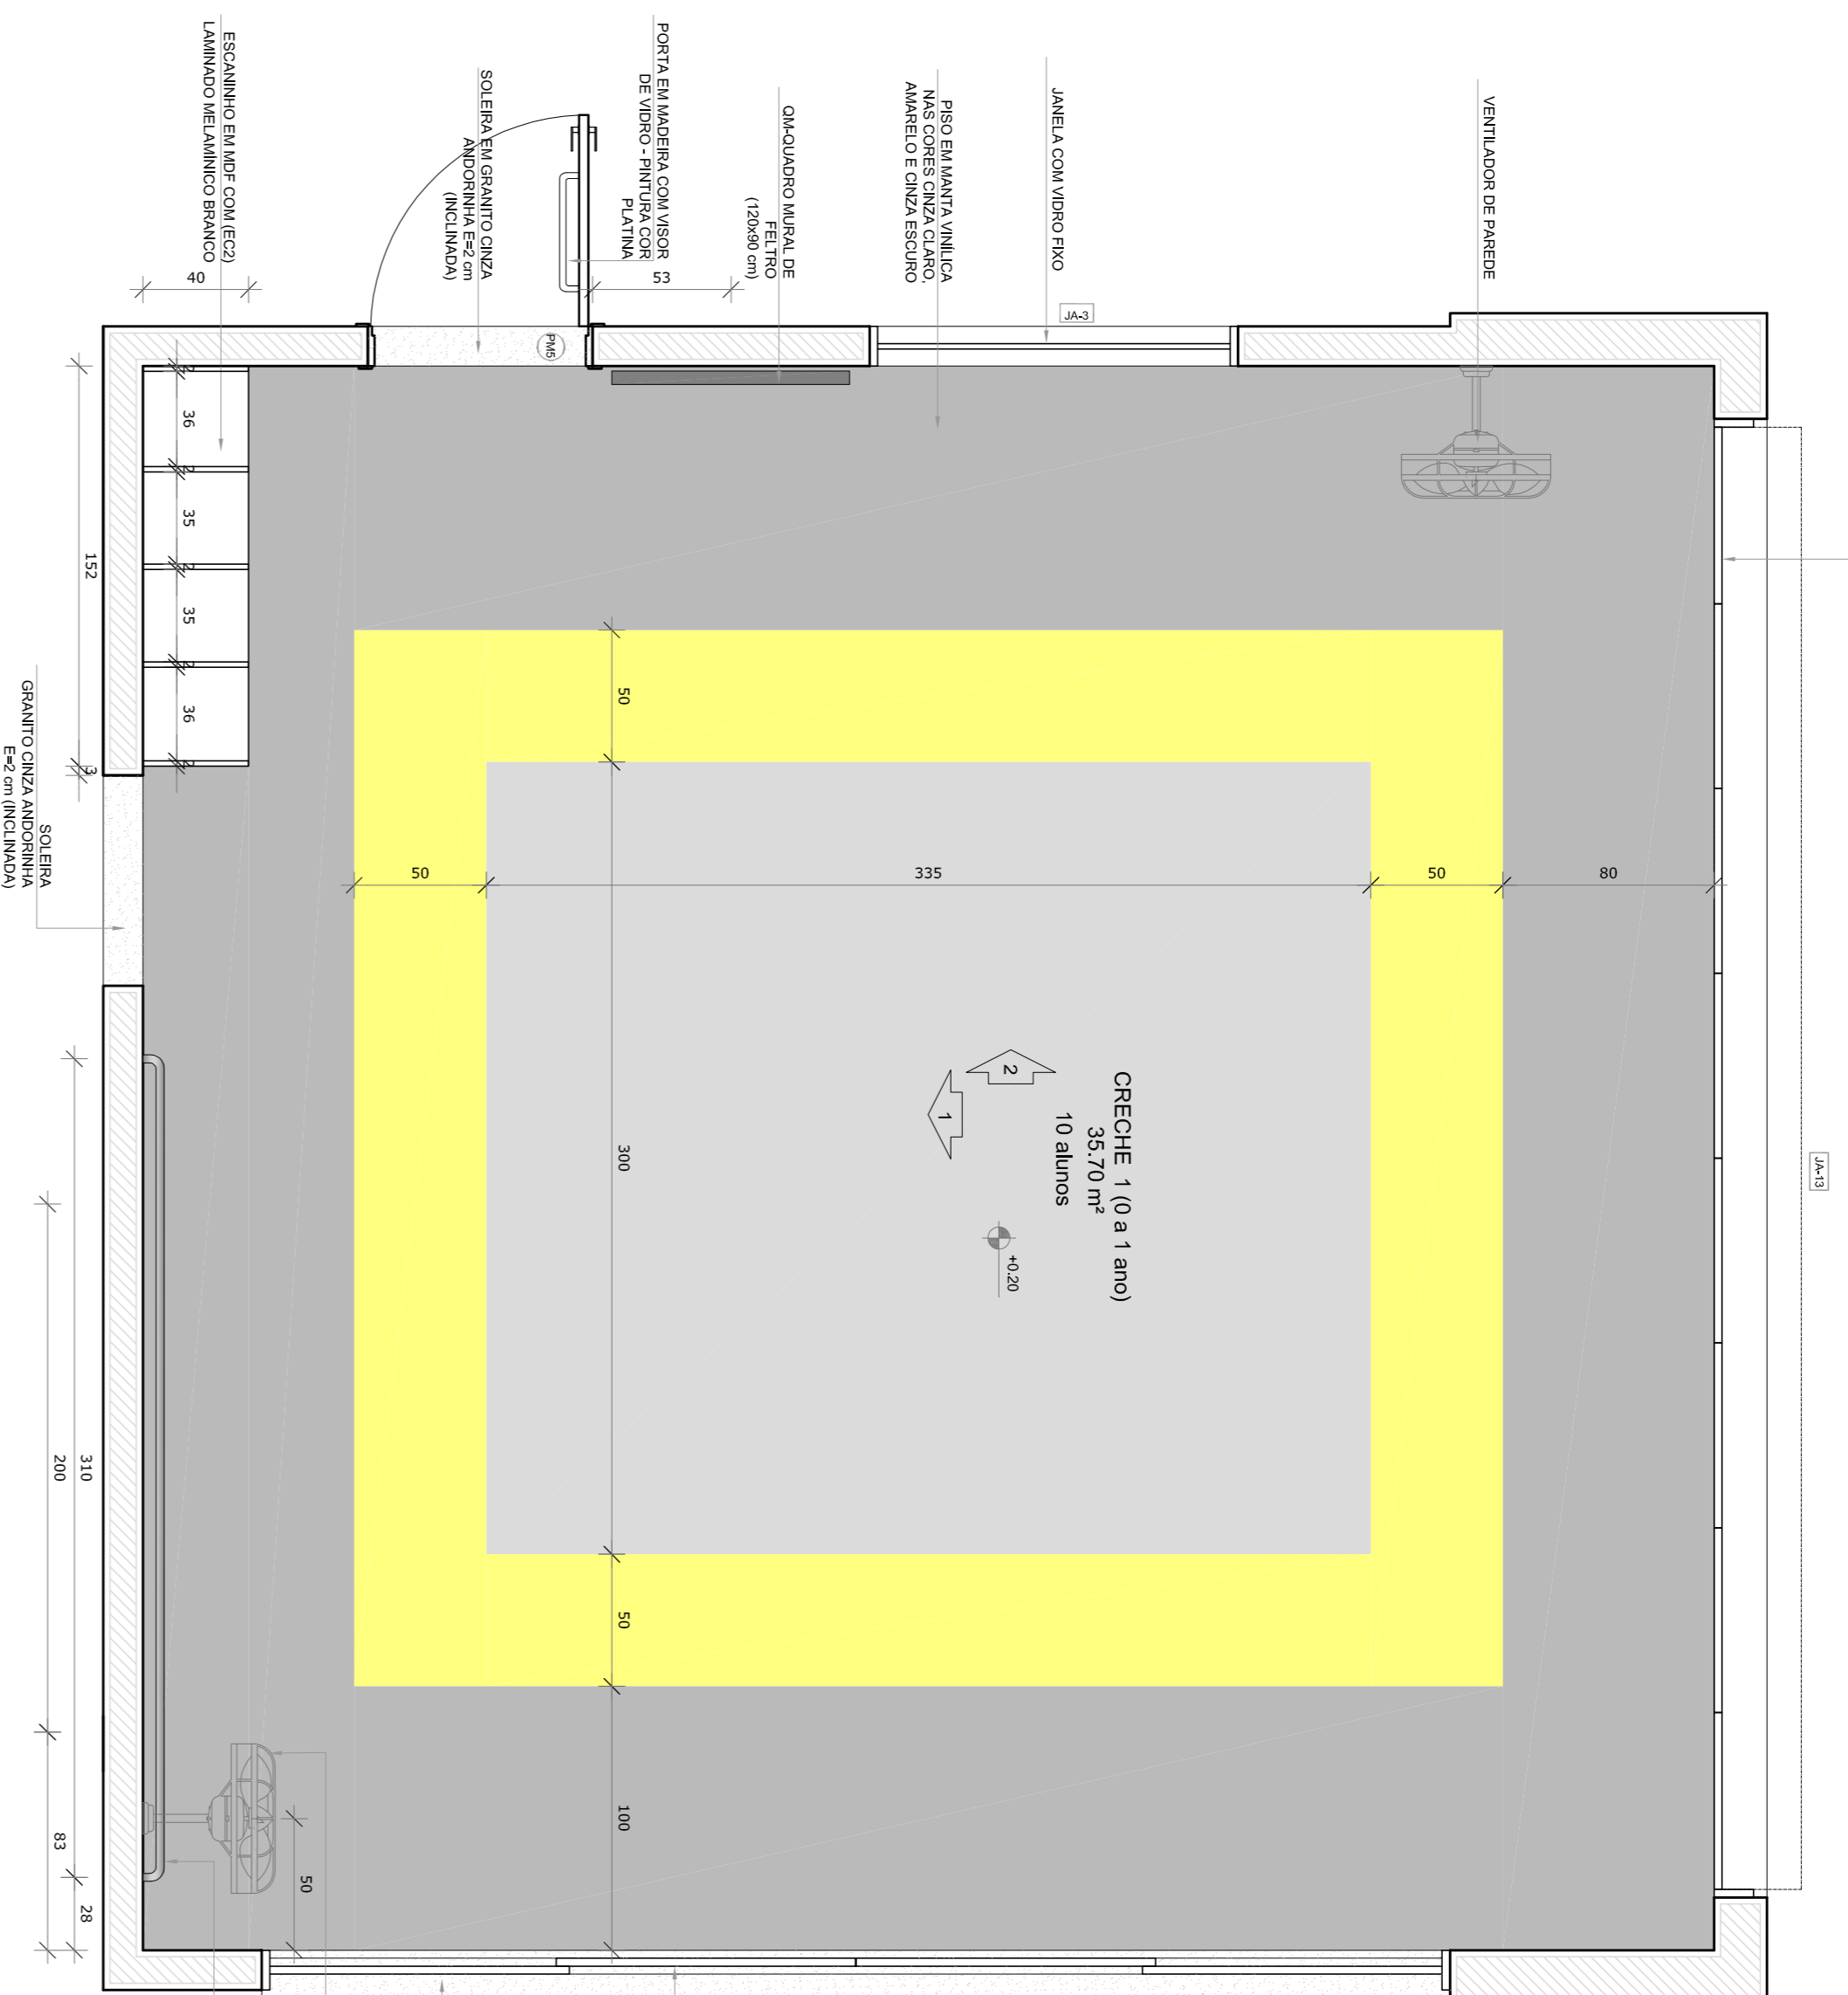 VENTILADOR DE PAREDE
JANELA COM VIDRO FIXO
PISO EM MANTA VINÍLICA
NAS CORES CINZA CLARO,
AMARELO E CINZA ESCURO
QM-QUADRO MURAL DE
FELTRO
(120x90 cm)
PORTA EM MADEIRA COM VISOR
DE VIDRO - PINTURA COR
PLATINA
SOLEIRA EM GRANITO CINZA
ANDORINHA E=2 cm
(INCLINADA)
ESCANINHO EM MDF COM (EC2)
LAMINADO MELAMÍNICO BRANCO
40
53
JA-3
PM5
2
36
2
35
2
35
2
36
2
152
3
SOLEIRA
GRANITO CINZA ANDORINHA
E=2 cm (INCLINADA)
50
50
335
50
80
300
50
100
CRECHE 1 (0 a 1 ano)
35.70 m²
10 alunos
2
1
+0.20
JA-13
310
200
83
28
50